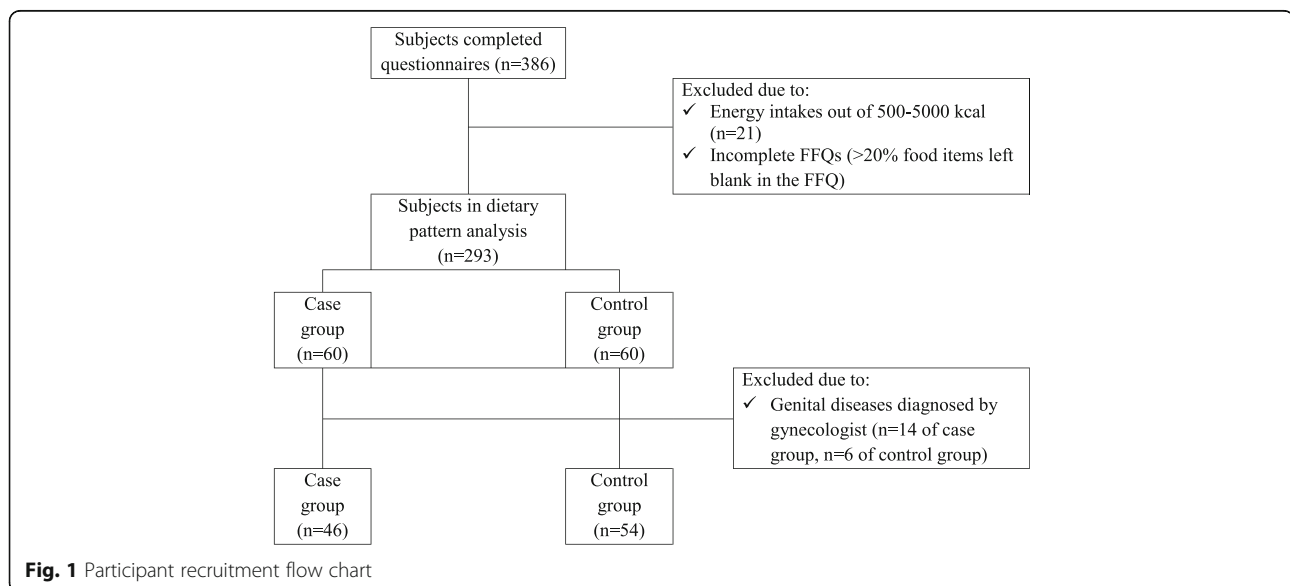 Subjects completed
questionnaires (n=386)
Excluded due to:
✓ Energy intakes out of 500-5000 kcal
(n=21)
✓ Incomplete FFQs (>20% food items left
blank in the FFQ)
Subjects in dietary
pattern analysis
(n=293)
Case
group
(n=60)
Control
group
(n=60)
Excluded due to:
✓ Genital diseases diagnosed by
gynecologist (n=14 of case
group, n=6 of control group)
Case
group
(n=46)
Control
group
(n=54)
Fig. 1 Participant recruitment flow chart